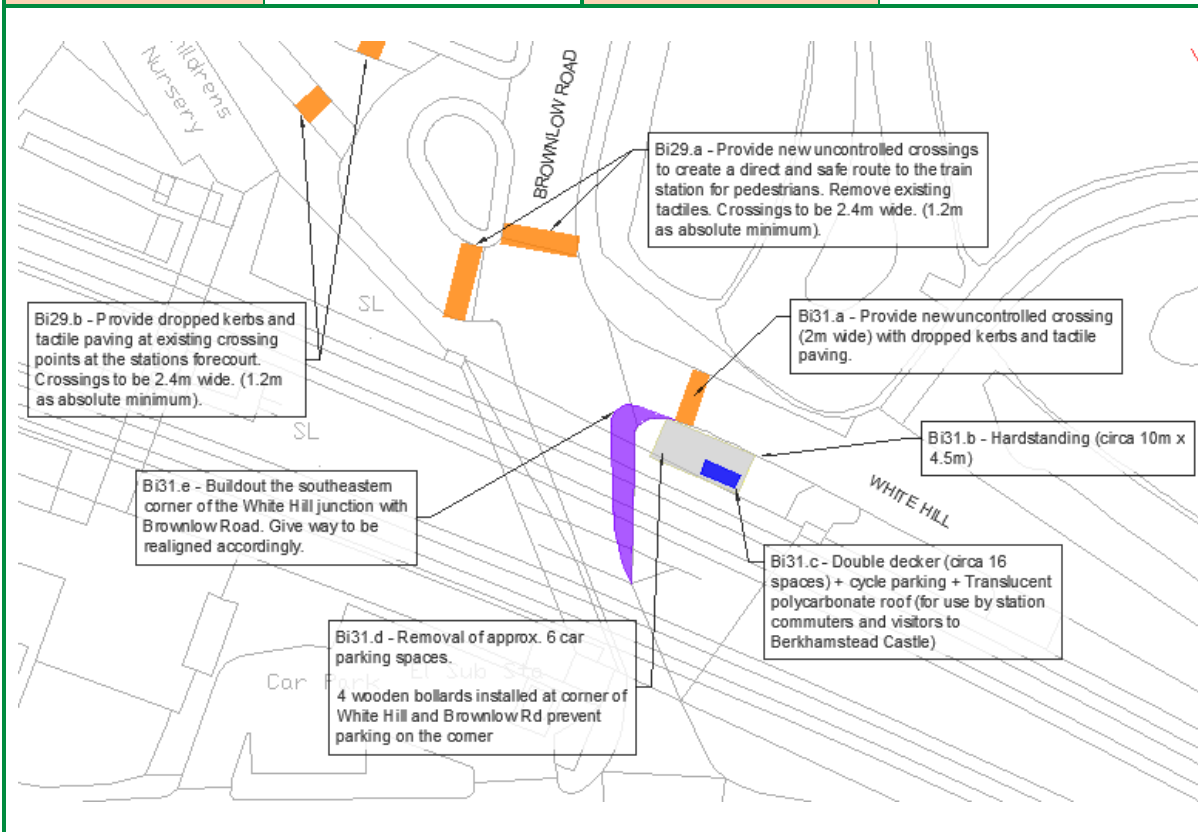 hildrens
Nursery
BROWNLOW ROAD
Bi29.a - Provide new uncontrolled crossings
to create a direct and safe route to the train
station for pedestrians. Remove existing
tactiles. Crossings to be 2.4m wide. (1.2m
as absolute minimum).
SL
Bi29.b - Provide dropped kerbs and
tactile paving at existing crossing
points at the stations forecourt.
Crossings to be 2.4m wide. (1.2m
as absolute minimum).
Bi31.a - Provide new uncontrolled crossing
(2m wide) with dropped kerbs and tactile
paving.
SL
Bi31.b - Hardstanding (circa 10m x
4.5m)
Bi31.e - Buildout the southeastern
corner of the White Hill junction with
Brownlow Road. Give way to be
realigned accordingly.
WHITE HILL
Bi31.c - Double decker (circa 16
spaces) + cycle parking + Translucent
polycarbonate roof (for use by station
commuters and visitors to
Berkhamstead Castle)
Bi31.d - Removal of approx. 6 car
parking spaces.
4 wooden bollards installed at corner of
White Hill and Brownlow Rd prevent
parking on the corner
Car Park
El Sub Sta